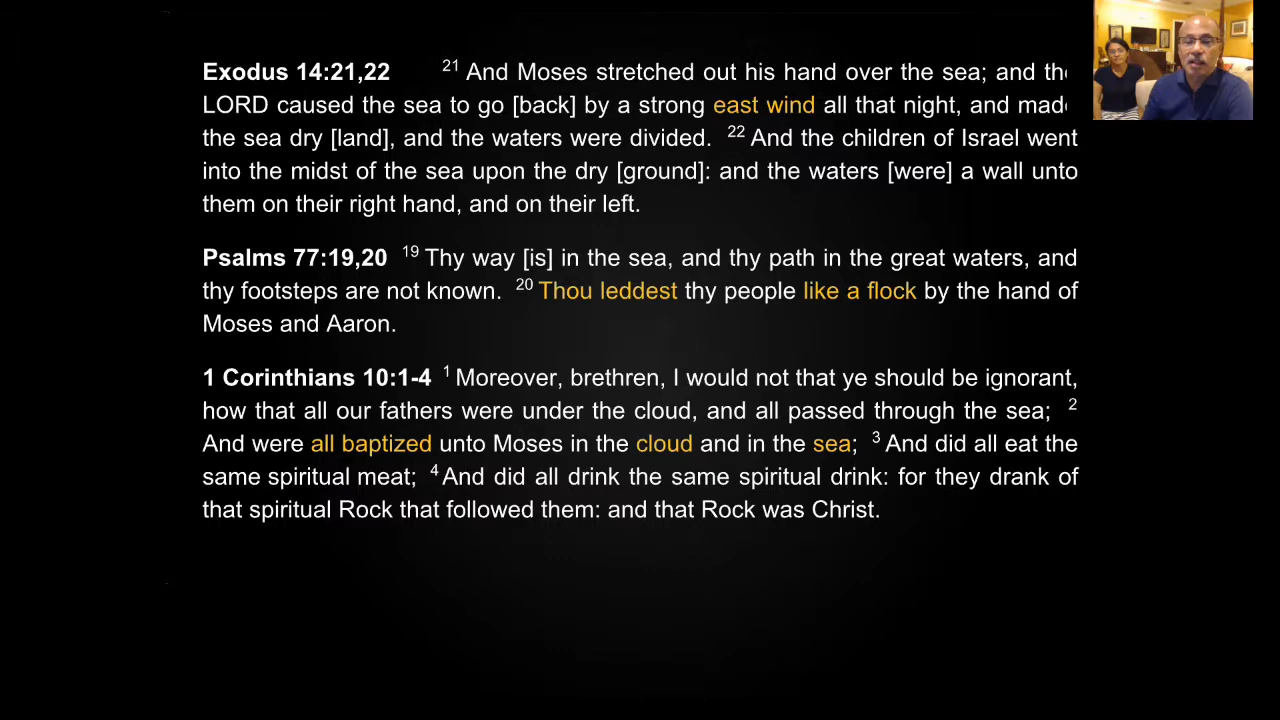 Exodus 14:21,22 21 And Moses stretched out his hand over the sea; and the
LORD caused the sea to go [back] by a strong east wind all that night, and made
the sea dry [land], and the waters were divided. 22 And the children of Israel went
into the midst of the sea upon the dry [ground]: and the waters [were] a wall unto
them on their right hand, and on their left.
Psalms 77:19,20 19 Thy way [is] in the sea, and thy path in the great waters, and
thy footsteps are not known. 20 Thou leddest thy people like a flock by the hand of
Moses and Aaron.
1 Corinthians 10:1-4 1 Moreover, brethren, I would not that ye should be ignorant,
how that all our fathers were under the cloud, and all passed through the sea; 2
And were all baptized unto Moses in the cloud and in the sea; 3 And did all eat the
same spiritual meat; 4 And did all drink the same spiritual drink: for they drank of
that spiritual Rock that followed them: and that Rock was Christ.